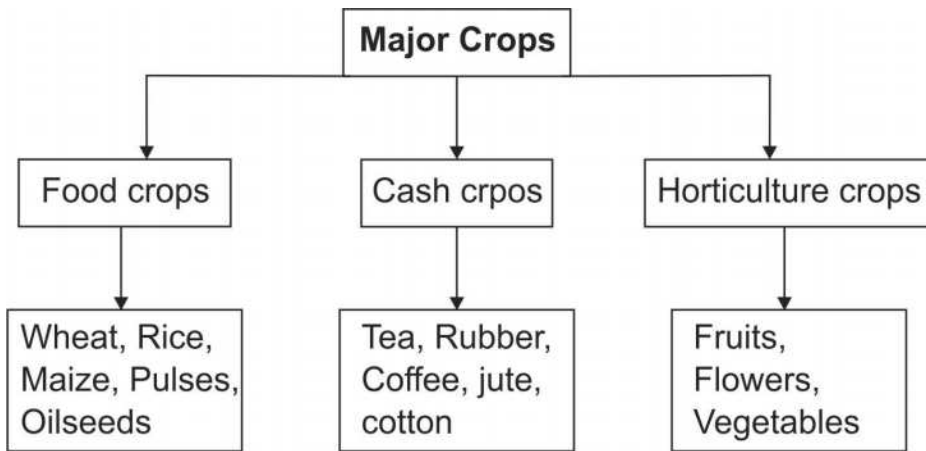 Major Crops
Food crops
Cash crpos
Horticulture crops
Wheat, Rice,
Maize, Pulses,
Oilseeds
Tea, Rubber,
Coffee, jute,
cotton
Fruits,
Flowers,
Vegetables